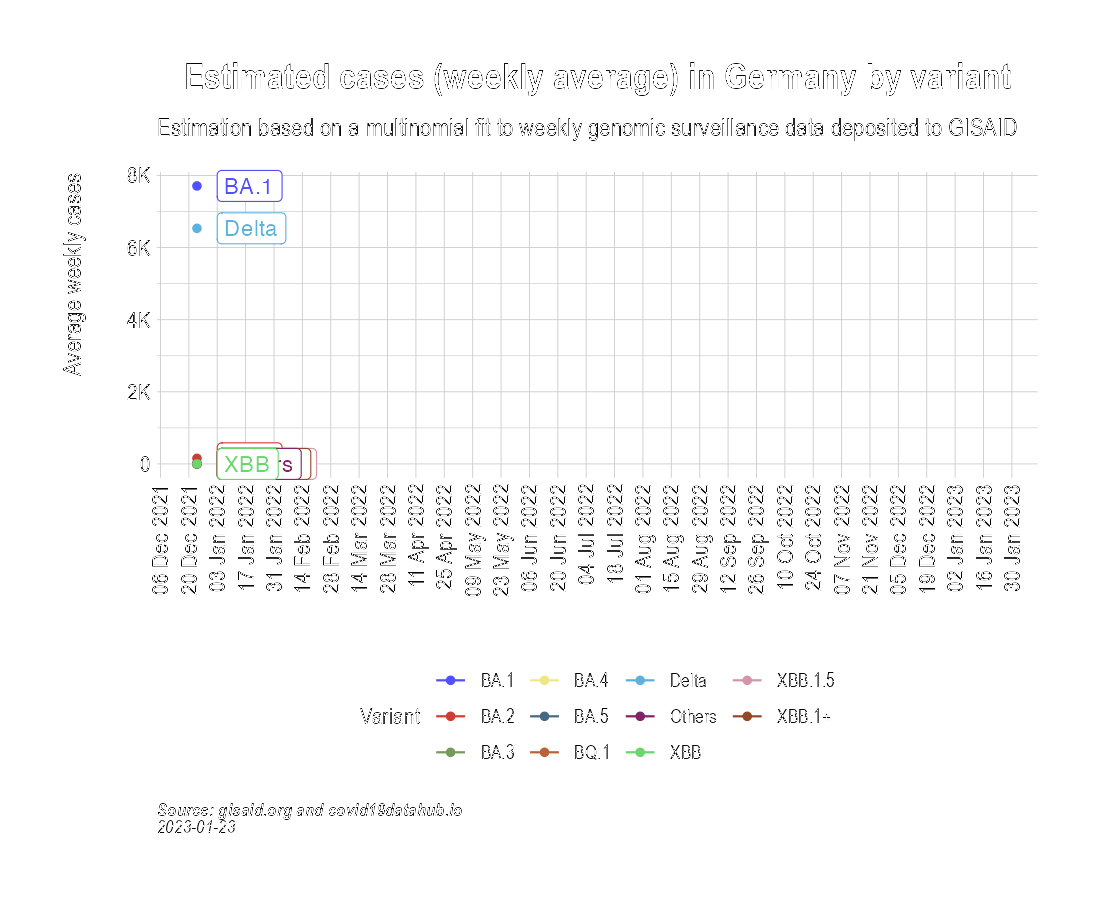 Estimated cases (weekly average) in Germany by variant
Estimation based on a multinomial fit to weekly genomic surveillance data deposited to GISAID
Average weekly cases
8K
6K
4K
2K
0
BA.1
Delta
XBB
rs
06 Dec 2021
20 Dec 2021
03 Jan 2022
17 Jan 2022
31 Jan 2022
14 Feb 2022
28 Feb 2022
14 Mar 2022
28 Mar 2022
11 Apr 2022
25 Apr 2022
09 May 2022
23 May 2022
06 Jun 2022
20 Jun 2022
04 Jul 2022
18 Jul 2022
01 Aug 2022
15 Aug 2022
29 Aug 2022
12 Sep 2022
26 Sep 2022
10 Oct 2022
24 Oct 2022
07 Nov 2022
21 Nov 2022
05 Dec 2022
19 Dec 2022
02 Jan 2023
16 Jan 2023
30 Jan 2023
Variant
BA.1
BA.4
Delta
XBB.1.5
BA.2
BA.5
Others
XBB.1+
BA.3
BQ.1
XBB
Source: gisaid.org and covid19datahub.io
2023-01-23